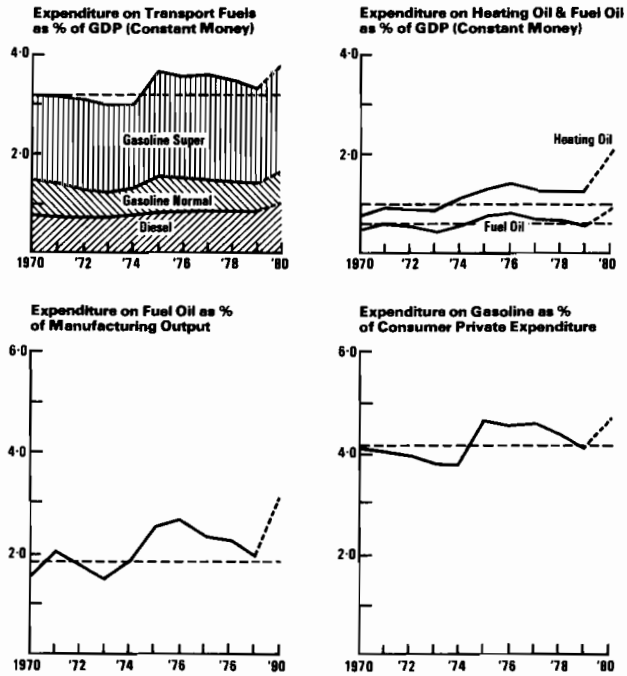 Expenditure on Transport Fuels
as % of GDP (Constant Money)
4·0
2·0
Gasoline Super
Gasoline Normal
Diesel
1970 '72 '74 '76 '78 '80
Expenditure on Heating Oil & Fuel Oil
as % of GDP (Constant Money)
4·0
2·0
Heating Oil
Fuel Oil
1970 '72 '74 '76 '78 '80
Expenditure on Fuel Oil as %
of Manufacturing Output
6·0
4·0
2·0
1970 '72 '74 '76 '76 '90
Expenditure on Gasoline as %
of Consumer Private Expenditure
6·0
4·0
2·0
1970 '72 '74 '76 '78 '80